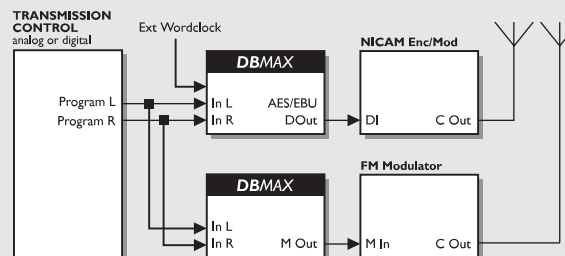 TRANSMISSION
CONTROL
analog or digital
Ext Wordclock
NICAM Enc/Mod
DBMAX
Program L
In L
AES/EBU
Program R
In R
DOut
DI
C Out
FM Modulator
DBMAX
In L
In R
M Out
M In
C Out